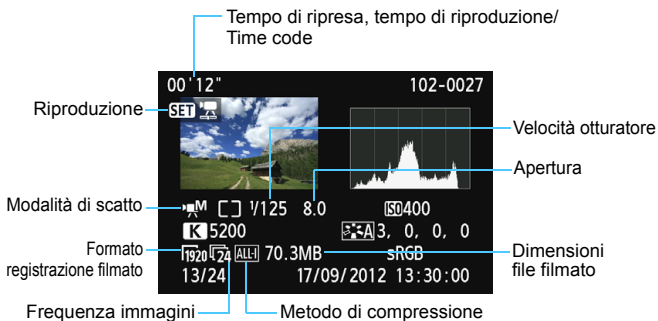 Tempo di ripresa, tempo di riproduzione/
Time code
00'12" 102-0027
Riproduzione
SET
Velocità otturatore
Apertura
Modalità di scatto
M 1/125 8.0 ISO400
K 5200 A 3, 0, 0, 0
Formato
registrazione filmato
1920 24 ALL-I 70.3MB sRGB
Dimensioni
file filmato
13/24 17/09/2012 13:30:00
Frequenza immagini
Metodo di compressione